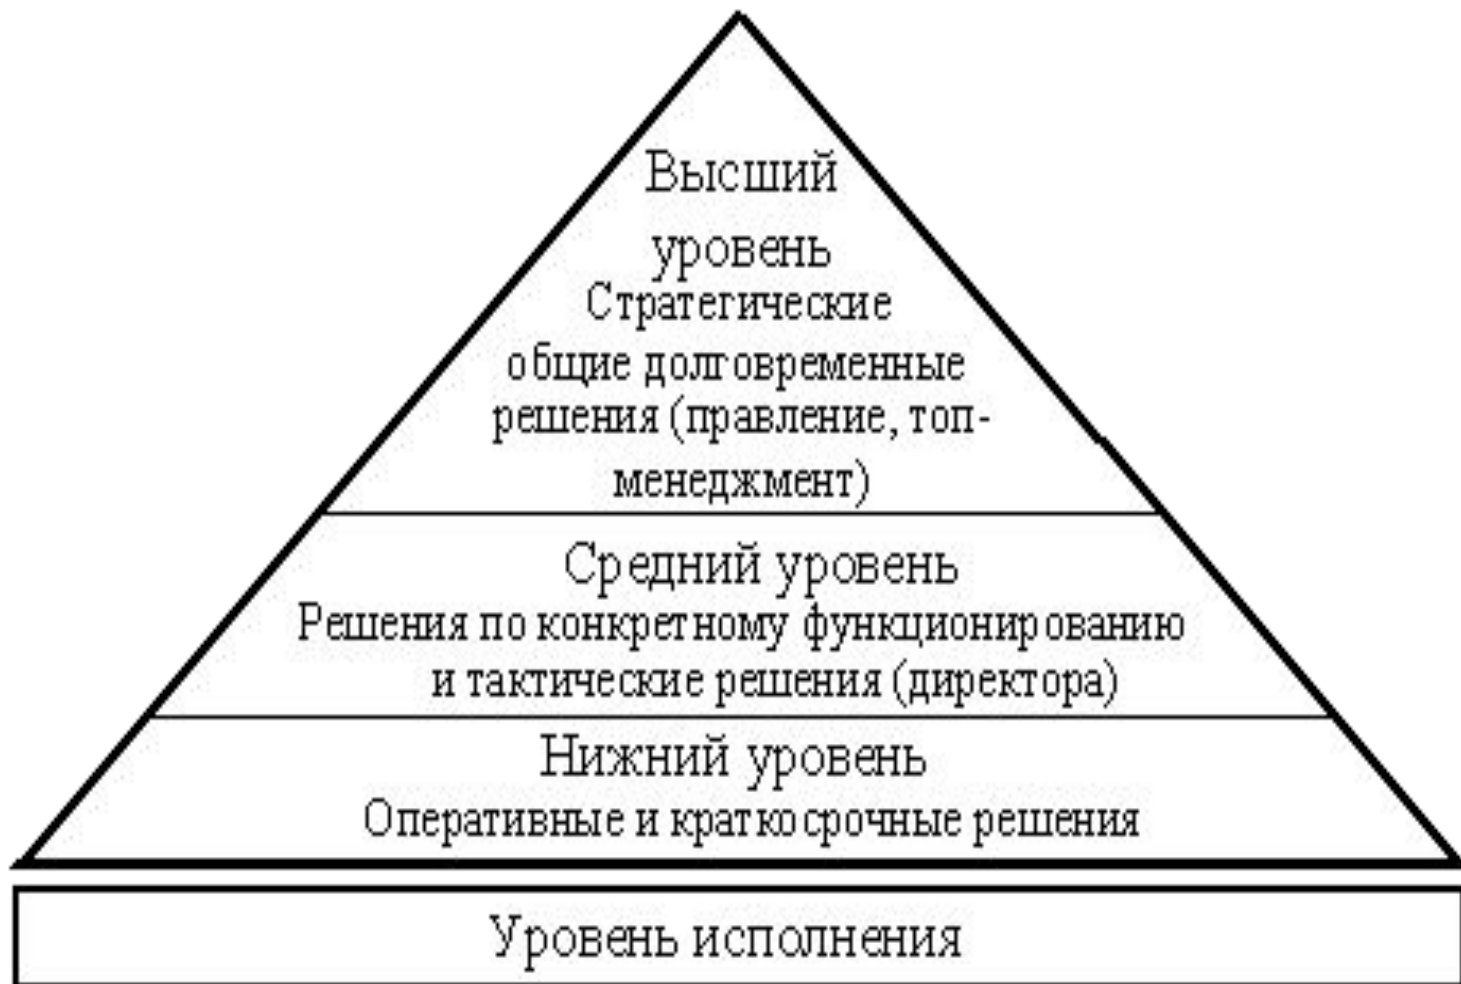 Высший
уровень
Стратегические
общие долговременные
решения (правление, топ-
менеджмент)
Средний уровень
Решения по конкретному функционированию
и тактические решения (директора)
Нижний уровень
Оперативные и краткосрочные решения
Уровень исполнения